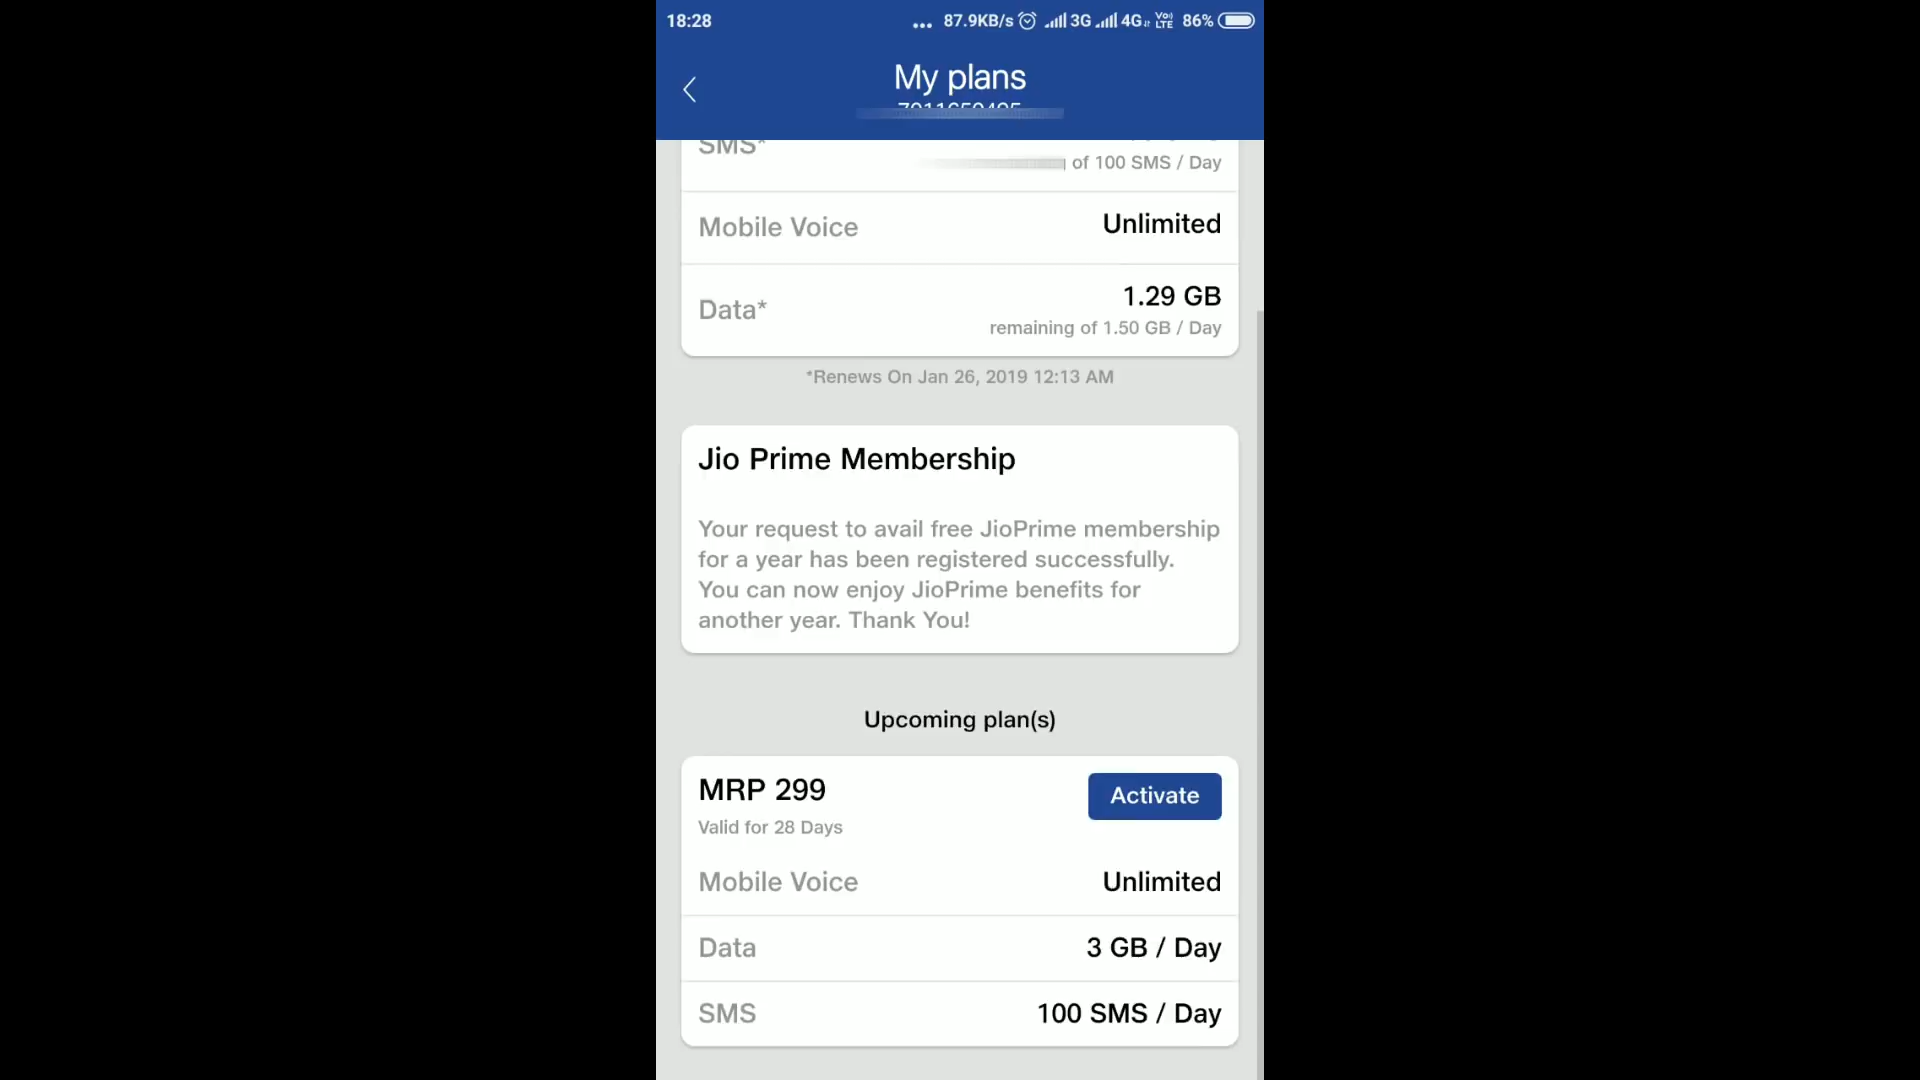 18:28
... 87.9KB/s 3G 4G Vo) LTE 86%
My plans
SMS*
of 100 SMS / Day
Mobile Voice
Unlimited
Data*
1.29 GB
remaining of 1.50 GB / Day
*Renews On Jan 26, 2019 12:13 AM
Jio Prime Membership
Your request to avail free JioPrime membership
for a year has been registered successfully.
You can now enjoy JioPrime benefits for
another year. Thank You!
Upcoming plan(s)
MRP 299
Activate
Valid for 28 Days
Mobile Voice
Unlimited
Data
3 GB / Day
SMS
100 SMS / Day